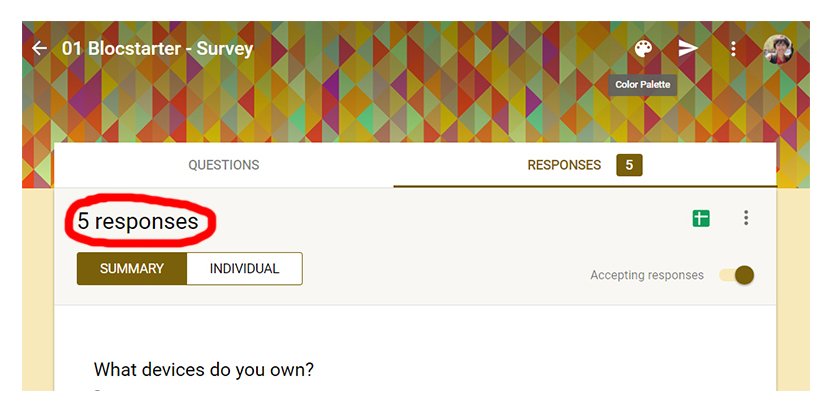 01 Blocstarter - Survey
Color Palette
QUESTIONS
RESPONSES 5
5 responses
SUMMARY INDIVIDUAL
Accepting responses
What devices do you own?